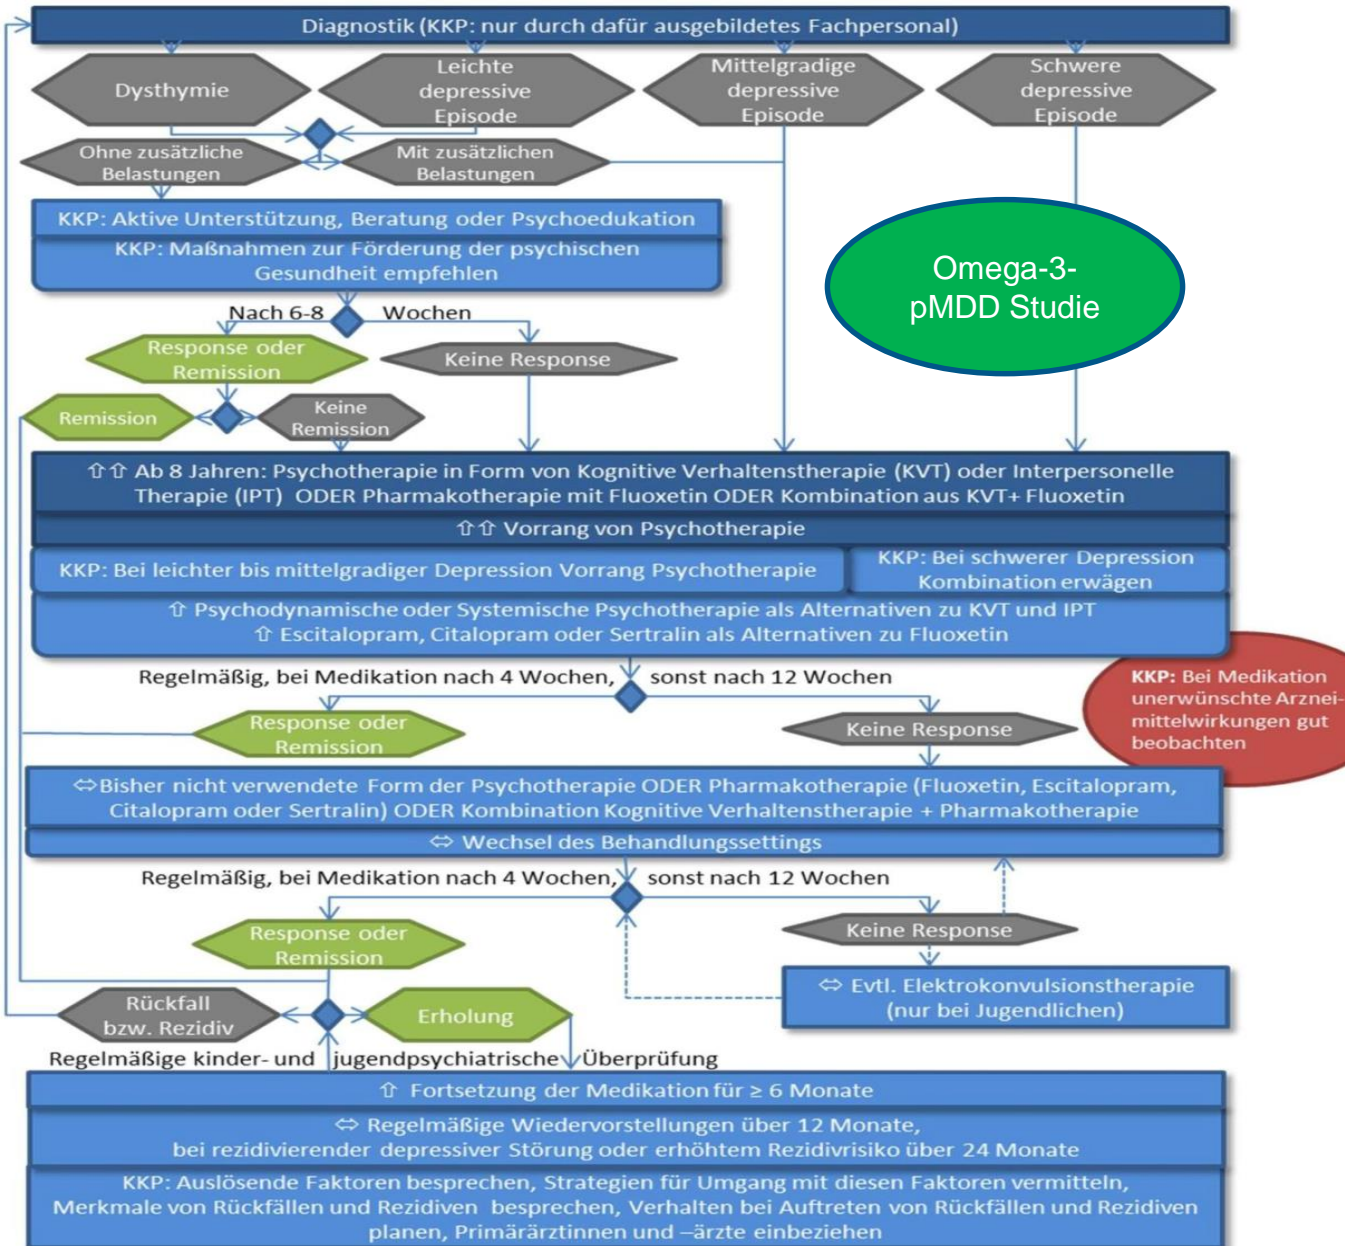 Diagnostik (KKP: nur durch dafür ausgebildetes Fachpersonal)
Dysthymie
Leichte
depressive
Episode
Mittelgradige
depressive
Episode
Schwere
depressive
Episode
Ohne zusätzliche
Belastungen
Mit zusätzlichen
Belastungen
KKP: Aktive Unterstützung, Beratung oder Psychoedukation
KKP: Maßnahmen zur Förderung der psychischen
Gesundheit empfehlen
Omega-3-
pMDD Studie
Nach 6-8 Wochen
Response oder
Remission
Keine Response
Remission
Keine
Remission
⇧⇧ Ab 8 Jahren: Psychotherapie in Form von Kognitive Verhaltenstherapie (KVT) oder Interpersonelle
Therapie (IPT) ODER Pharmakotherapie mit Fluoxetin ODER Kombination aus KVT+ Fluoxetin
⇧⇧ Vorrang von Psychotherapie
KKP: Bei leichter bis mittelgradiger Depression Vorrang Psychotherapie
KKP: Bei schwerer Depression
Kombination erwägen
⇧ Psychodynamische oder Systemische Psychotherapie als Alternativen zu KVT und IPT
⇧ Escitalopram, Citalopram oder Sertralin als Alternativen zu Fluoxetin
Regelmäßig, bei Medikation nach 4 Wochen, sonst nach 12 Wochen
KKP: Bei Medikation
unerwünschte Arznei-
mittelwirkungen gut
beobachten
Response oder
Remission
Keine Response
⇔Bisher nicht verwendete Form der Psychotherapie ODER Pharmakotherapie (Fluoxetin, Escitalopram,
Citalopram oder Sertralin) ODER Kombination Kognitive Verhaltenstherapie + Pharmakotherapie
⇔ Wechsel des Behandlungssettings
Regelmäßig, bei Medikation nach 4 Wochen, sonst nach 12 Wochen
Response oder
Remission
Keine Response
⇔ Evtl. Elektrokonvulsionstherapie
(nur bei Jugendlichen)
Rückfall
bzw. Rezidiv
Erholung
Regelmäßige kinder- und jugendpsychiatrische Überprüfung
⇧ Fortsetzung der Medikation für ≥ 6 Monate
⇔ Regelmäßige Wiedervorstellungen über 12 Monate,
bei rezidivierender depressiver Störung oder erhöhtem Rezidivrisiko über 24 Monate
KKP: Auslösende Faktoren besprechen, Strategien für Umgang mit diesen Faktoren vermitteln,
Merkmale von Rückfällen und Rezidiven besprechen, Verhalten bei Auftreten von Rückfällen und Rezidiven
planen, Primärärztinnen und –ärzte einbeziehen